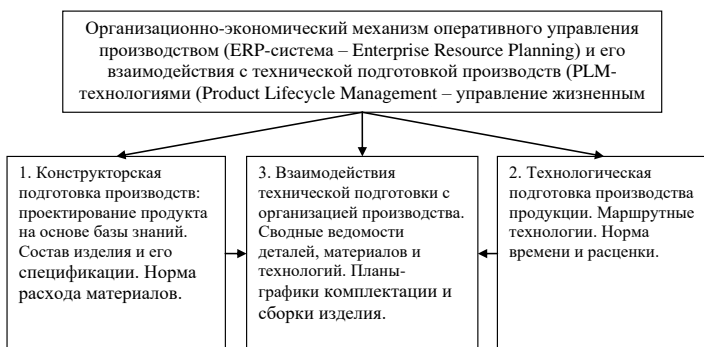 Организационно-экономический механизм оперативного управления
производством (ERP-система – Enterprise Resource Planning) и его
взаимодействия с технической подготовкой производств (PLM-
технологиями (Product Lifecycle Management – управление жизненным
1. Конструкторская
подготовка производств:
проектирование продукта
на основе базы знаний.
Состав изделия и его
спецификации. Норма
расхода материалов.
3. Взаимодействия
технической подготовки с
организацией производства.
Сводные ведомости
деталей, материалов и
технологий. Планы-
графики комплектации и
сборки изделия.
2. Технологическая
подготовка производства
продукции. Маршрутные
технологии. Норма
времени и расценки.